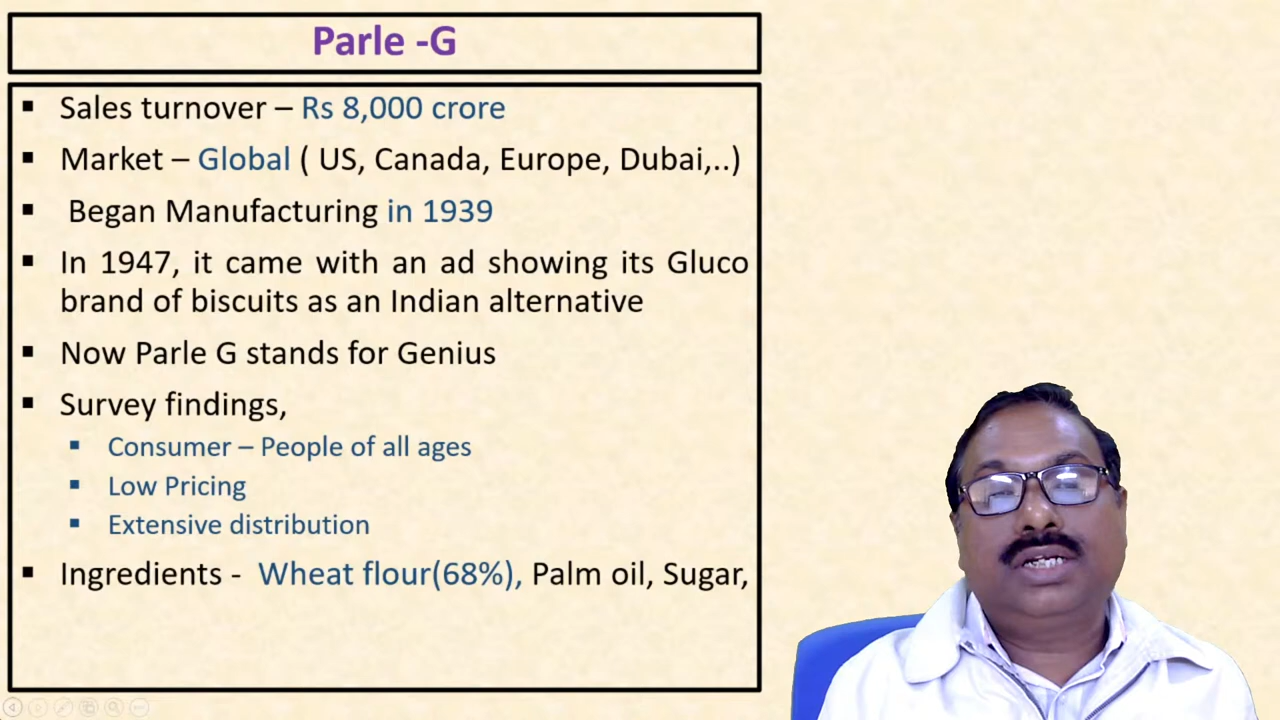 Parle -G
▪ Sales turnover – Rs 8,000 crore
▪ Market – Global ( US, Canada, Europe, Dubai,..)
▪ Began Manufacturing in 1939
▪ In 1947, it came with an ad showing its Gluco
brand of biscuits as an Indian alternative
▪ Now Parle G stands for Genius
▪ Survey findings,
▪ Consumer – People of all ages
▪ Low Pricing
▪ Extensive distribution
▪ Ingredients - Wheat flour(68%), Palm oil, Sugar,